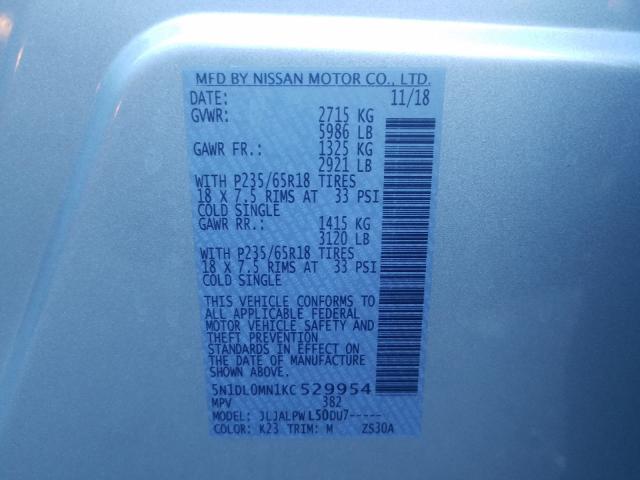 MFD BY NISSAN MOTOR CO., LTD.
DATE: 11/18
GVWR: 2715 KG
5986 LB
GAWR FR.: 1325 KG
2921 LB
WITH P235/65R18 TIRES
18 X 7.5 RIMS AT 33 PSI
COLD SINGLE
GAWR RR.: 1415 KG
3120 LB
WITH P235/65R18 TIRES
18 X 7.5 RIMS AT 33 PSI
COLD SINGLE
THIS VEHICLE CONFORMS TO
ALL APPLICABLE FEDERAL
MOTOR VEHICLE SAFETY AND
THEFT PREVENTION
STANDARDS IN EFFECT ON
THE DATE OF MANUFACTURE
SHOWN ABOVE.
5N1DL0MN1KC529954
MPV 382
MODEL: JLJALPWL50DU7-----
COLOR: K23 TRIM: M ZS30A